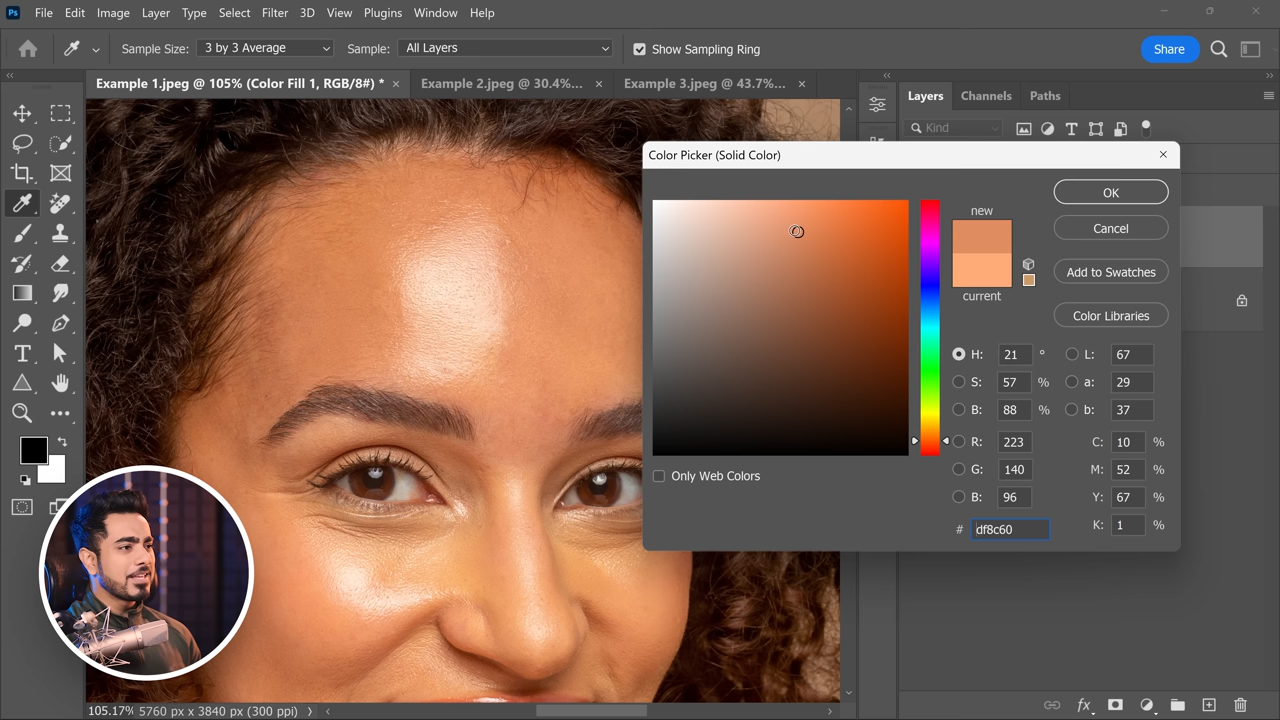 Ps File Edit Image Layer Type Select Filter 3D View Plugins Window Help
Sample Size: 3 by 3 Average Sample: All Layers Show Sampling Ring Share
Example 1.jpeg @ 105% (Color Fill 1, RGB/8#) * × Example 2.jpeg @ 30.4%... × Example 3.jpeg @ 43.7%... ×
Layers Channels Paths
Kind
Color Picker (Solid Color)
new
current
OK
Cancel
Add to Swatches
Color Libraries
H: 21 ° L: 67
S: 57 % a: 29
B: 88 % b: 37
R: 223 C: 10 %
G: 140 M: 52 %
B: 96 Y: 67 %
# df8c60 K: 1 %
Only Web Colors
105.17% 5760 px x 3840 px (300 ppi)
fx